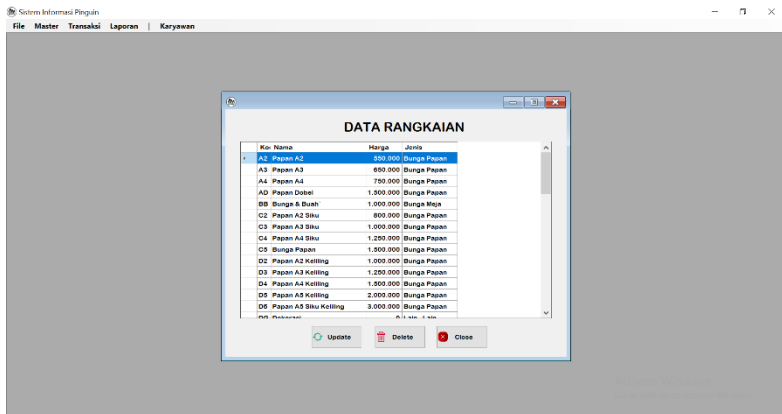 Sistem Informasi Pinguin
File Master Transaksi Laporan | Karyawan
DATA RANGKAIAN
Ko Nama Harga Jenis
A2 Papan A2 550.000 Bunga Papan
A3 Papan A3 650.000 Bunga Papan
A4 Papan A4 750.000 Bunga Papan
AD Papan Dobel 1.500.000 Bunga Papan
BB Bunga & Buah 1.000.000 Bunga Meja
C2 Papan A2 Siku 800.000 Bunga Papan
C3 Papan A3 Siku 1.000.000 Bunga Papan
C4 Papan A4 Siku 1.250.000 Bunga Papan
C5 Bunga Papan 1.500.000 Bunga Papan
D2 Papan A2 Keliling 1.000.000 Bunga Papan
D3 Papan A3 Keliling 1.250.000 Bunga Papan
D4 Papan A4 Keliling 1.500.000 Bunga Papan
D5 Papan A5 Keliling 2.000.000 Bunga Papan
D6 Papan A5 Siku Keliling 3.000.000 Bunga Papan
Dekorasi 0 Lain - Lain
Update Delete Close